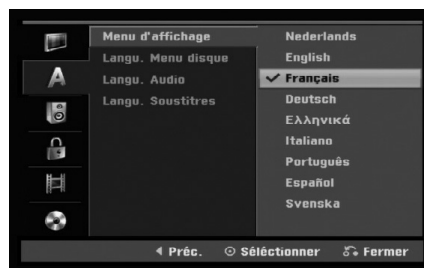 A
Menu d'affichage
Langu. Menu disque
Langu. Audio
Langu. Soustitres
Nederlands
English
Français
Deutsch
Ελληνικά
Italiano
Português
Español
Svenska
Préc.
Séléctionner
Fermer